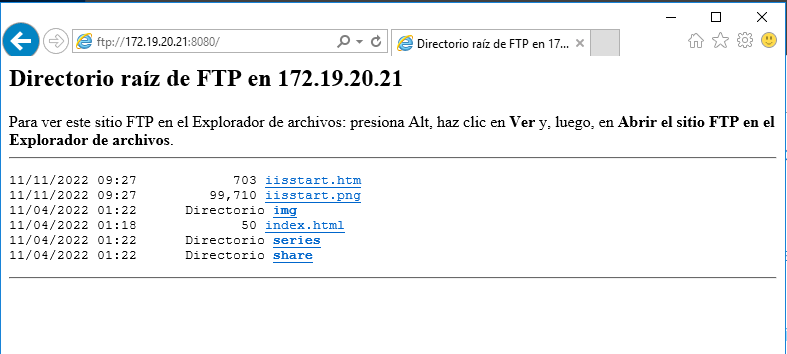 ftp://172.19.20.21:8080/
Directorio raíz de FTP en 17...
Directorio raíz de FTP en 172.19.20.21
Para ver este sitio FTP en el Explorador de archivos: presiona Alt, haz clic en Ver y, luego, en Abrir el sitio FTP en el
Explorador de archivos.
11/11/2022 09:27 703 iisstart.htm
11/11/2022 09:27 99,710 iisstart.png
11/04/2022 01:22 Directorio img
11/04/2022 01:18 50 index.html
11/04/2022 01:22 Directorio series
11/04/2022 01:22 Directorio share